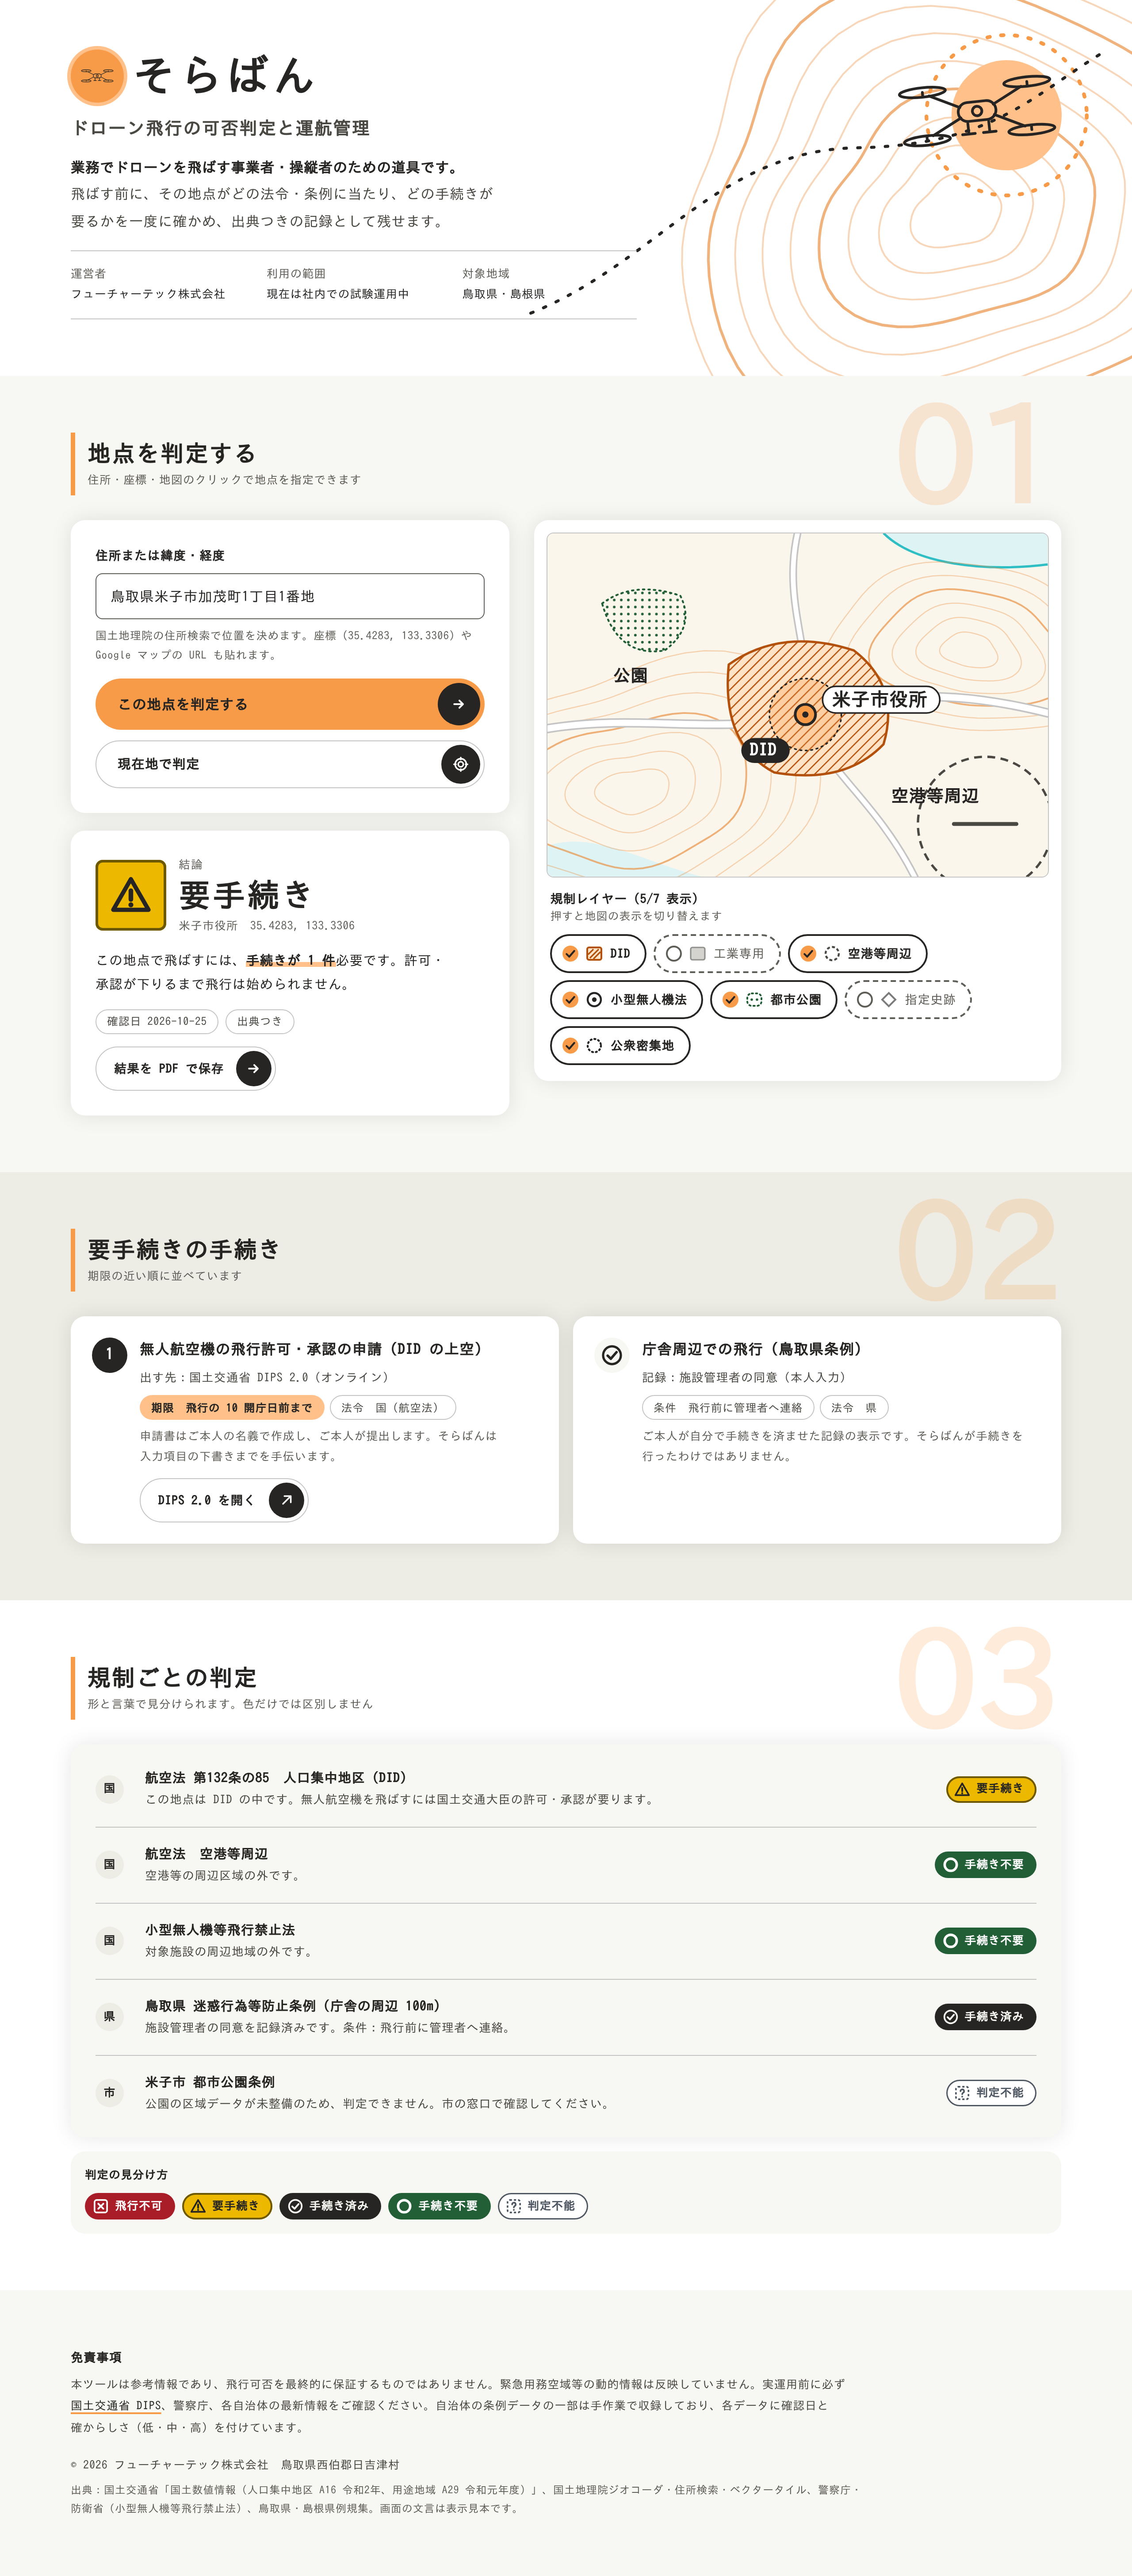 そらばん
ドローン飛行の可否判定と運航管理
業務でドローンを飛ばす事業者・操縦者のための道具です。
飛ばす前に、その地点がどの法令・条例に当たり、どの手続きが
要るかを一度に確かめ、出典つきの記録として残せます。
運営者
フューチャーテック株式会社
利用の範囲
現在は社内での試験運用中
対象地域
鳥取県・島根県
01
地点を判定する
住所・座標・地図のクリックで地点を指定できます
住所または緯度・経度
鳥取県米子市加茂町1丁目1番地
国土地理院の住所検索で位置を決めます。座標（35.4283, 133.3306）や
Google マップの URL も貼れます。
この地点を判定する
現在地で判定
結論
要手続き
米子市役所　35.4283, 133.3306
この地点で飛ばすには、手続きが 1 件必要です。許可・
承認が下りるまで飛行は始められません。
確認日 2026-10-25
出典つき
結果を PDF で保存
公園
米子市役所
DID
空港等周辺
規制レイヤー（5/7 表示）
押すと地図の表示を切り替えます
DID
工業専用
空港等周辺
小型無人機法
都市公園
指定史跡
公衆密集地
02
要手続きの手続き
期限の近い順に並べています
1
無人航空機の飛行許可・承認の申請（DID の上空）
出す先：国土交通省 DIPS 2.0（オンライン）
期限　飛行の 10 開庁日前まで
法令　国（航空法）
申請書はご本人の名義で作成し、ご本人が提出します。そらばんは
入力項目の下書きまでを手伝います。
DIPS 2.0 を開く
庁舎周辺での飛行（鳥取県条例）
記録：施設管理者の同意（本人入力）
条件　飛行前に管理者へ連絡
法令　県
ご本人が自分で手続きを済ませた記録の表示です。そらばんが手続きを
行ったわけではありません。
03
規制ごとの判定
形と言葉で見分けられます。色だけでは区別しません
国
航空法 第132条の85　人口集中地区（DID）
この地点は DID の中です。無人航空機を飛ばすには国土交通大臣の許可・承認が要ります。
要手続き
国
航空法　空港等周辺
空港等の周辺区域の外です。
手続き不要
国
小型無人機等飛行禁止法
対象施設の周辺地域の外です。
手続き不要
県
鳥取県 迷惑行為等防止条例（庁舎の周辺 100m）
施設管理者の同意を記録済みです。条件：飛行前に管理者へ連絡。
手続き済み
市
米子市 都市公園条例
公園の区域データが未整備のため、判定できません。市の窓口で確認してください。
判定不能
判定の見分け方
飛行不可
要手続き
手続き済み
手続き不要
判定不能
免責事項
本ツールは参考情報であり、飛行可否を最終的に保証するものではありません。緊急用務空域等の動的情報は反映していません。実運用前に必ず
国土交通省 DIPS、警察庁、各自治体の最新情報をご確認ください。自治体の条例データの一部は手作業で収録しており、各データに確認日と
確からしさ（低・中・高）を付けています。
© 2026 フューチャーテック株式会社　鳥取県西伯郡日吉津村
出典：国土交通省「国土数値情報（人口集中地区 A16 令和2年、用途地域 A29 令和元年度）」、国土地理院ジオコーダ・住所検索・ベクタータイル、警察庁・
防衛省（小型無人機等飛行禁止法）、鳥取県・島根県例規集。画面の文言は表示見本です。